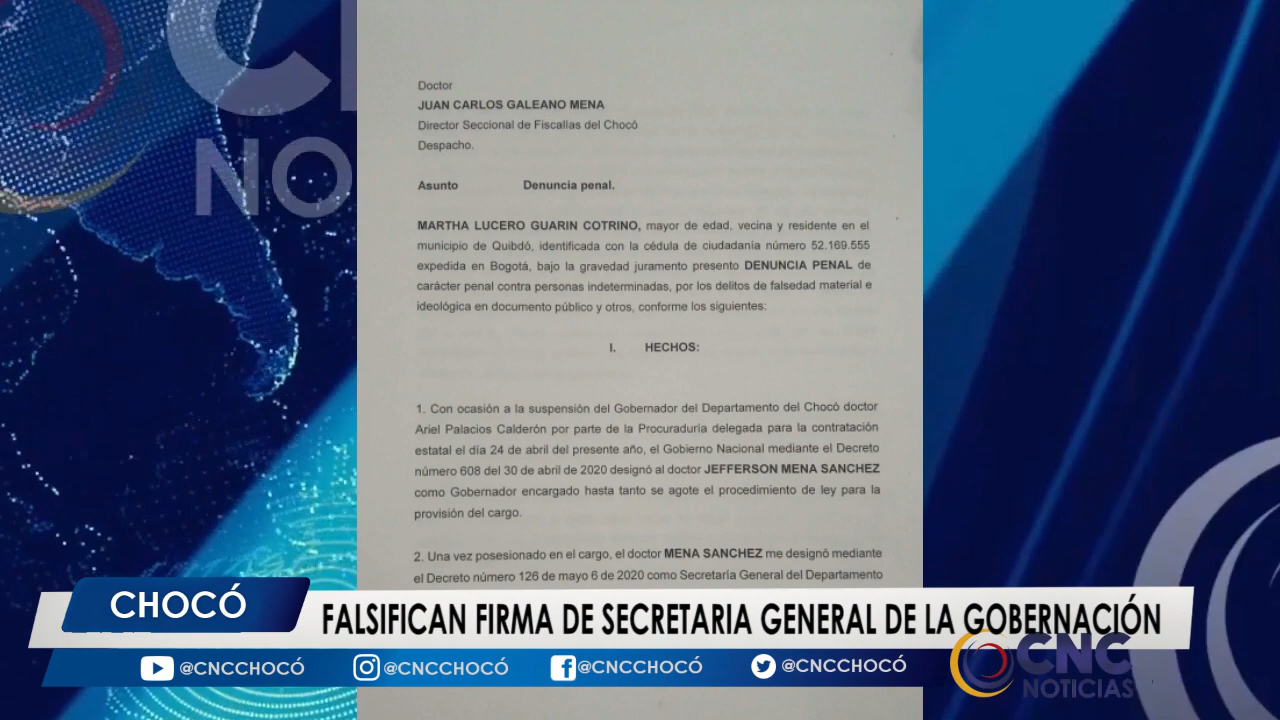 Doctor
JUAN CARLOS GALEANO MENA
Director Seccional de Fiscalías del Chocó
Despacho.
Asunto Denuncia penal.
MARTHA LUCERO GUARIN COTRINO, mayor de edad, vecina y residente en el
municipio de Quibdó, identificada con la cédula de ciudadanía número 52.169.555
expedida en Bogotá, bajo la gravedad juramento presento DENUNCIA PENAL de
carácter penal contra personas indeterminadas, por los delitos de falsedad material e
ideológica en documento público y otros, conforme los siguientes:
I. HECHOS:
1. Con ocasión a la suspensión del Gobernador del Departamento del Chocó doctor
Ariel Palacios Calderón por parte de la Procuraduría delegada para la contratación
estatal el día 24 de abril del presente año, el Gobierno Nacional mediante el Decreto
número 608 del 30 de abril de 2020 designó al doctor JEFFERSON MENA SANCHEZ
como Gobernador encargado hasta tanto se agote el procedimiento de ley para la
provisión del cargo.
2. Una vez posesionado en el cargo, el doctor MENA SANCHEZ me designó mediante
el Decreto número 126 de mayo 6 de 2020 como Secretaría General del Departamento
CHOCÓ
FALSIFICAN FIRMA DE SECRETARIA GENERAL DE LA GOBERNACIÓN
@CNCCHOCÓ
@CNCCHOCÓ
@CNCCHOCÓ
@CNCCHOCÓ
CNC
NOTICIAS